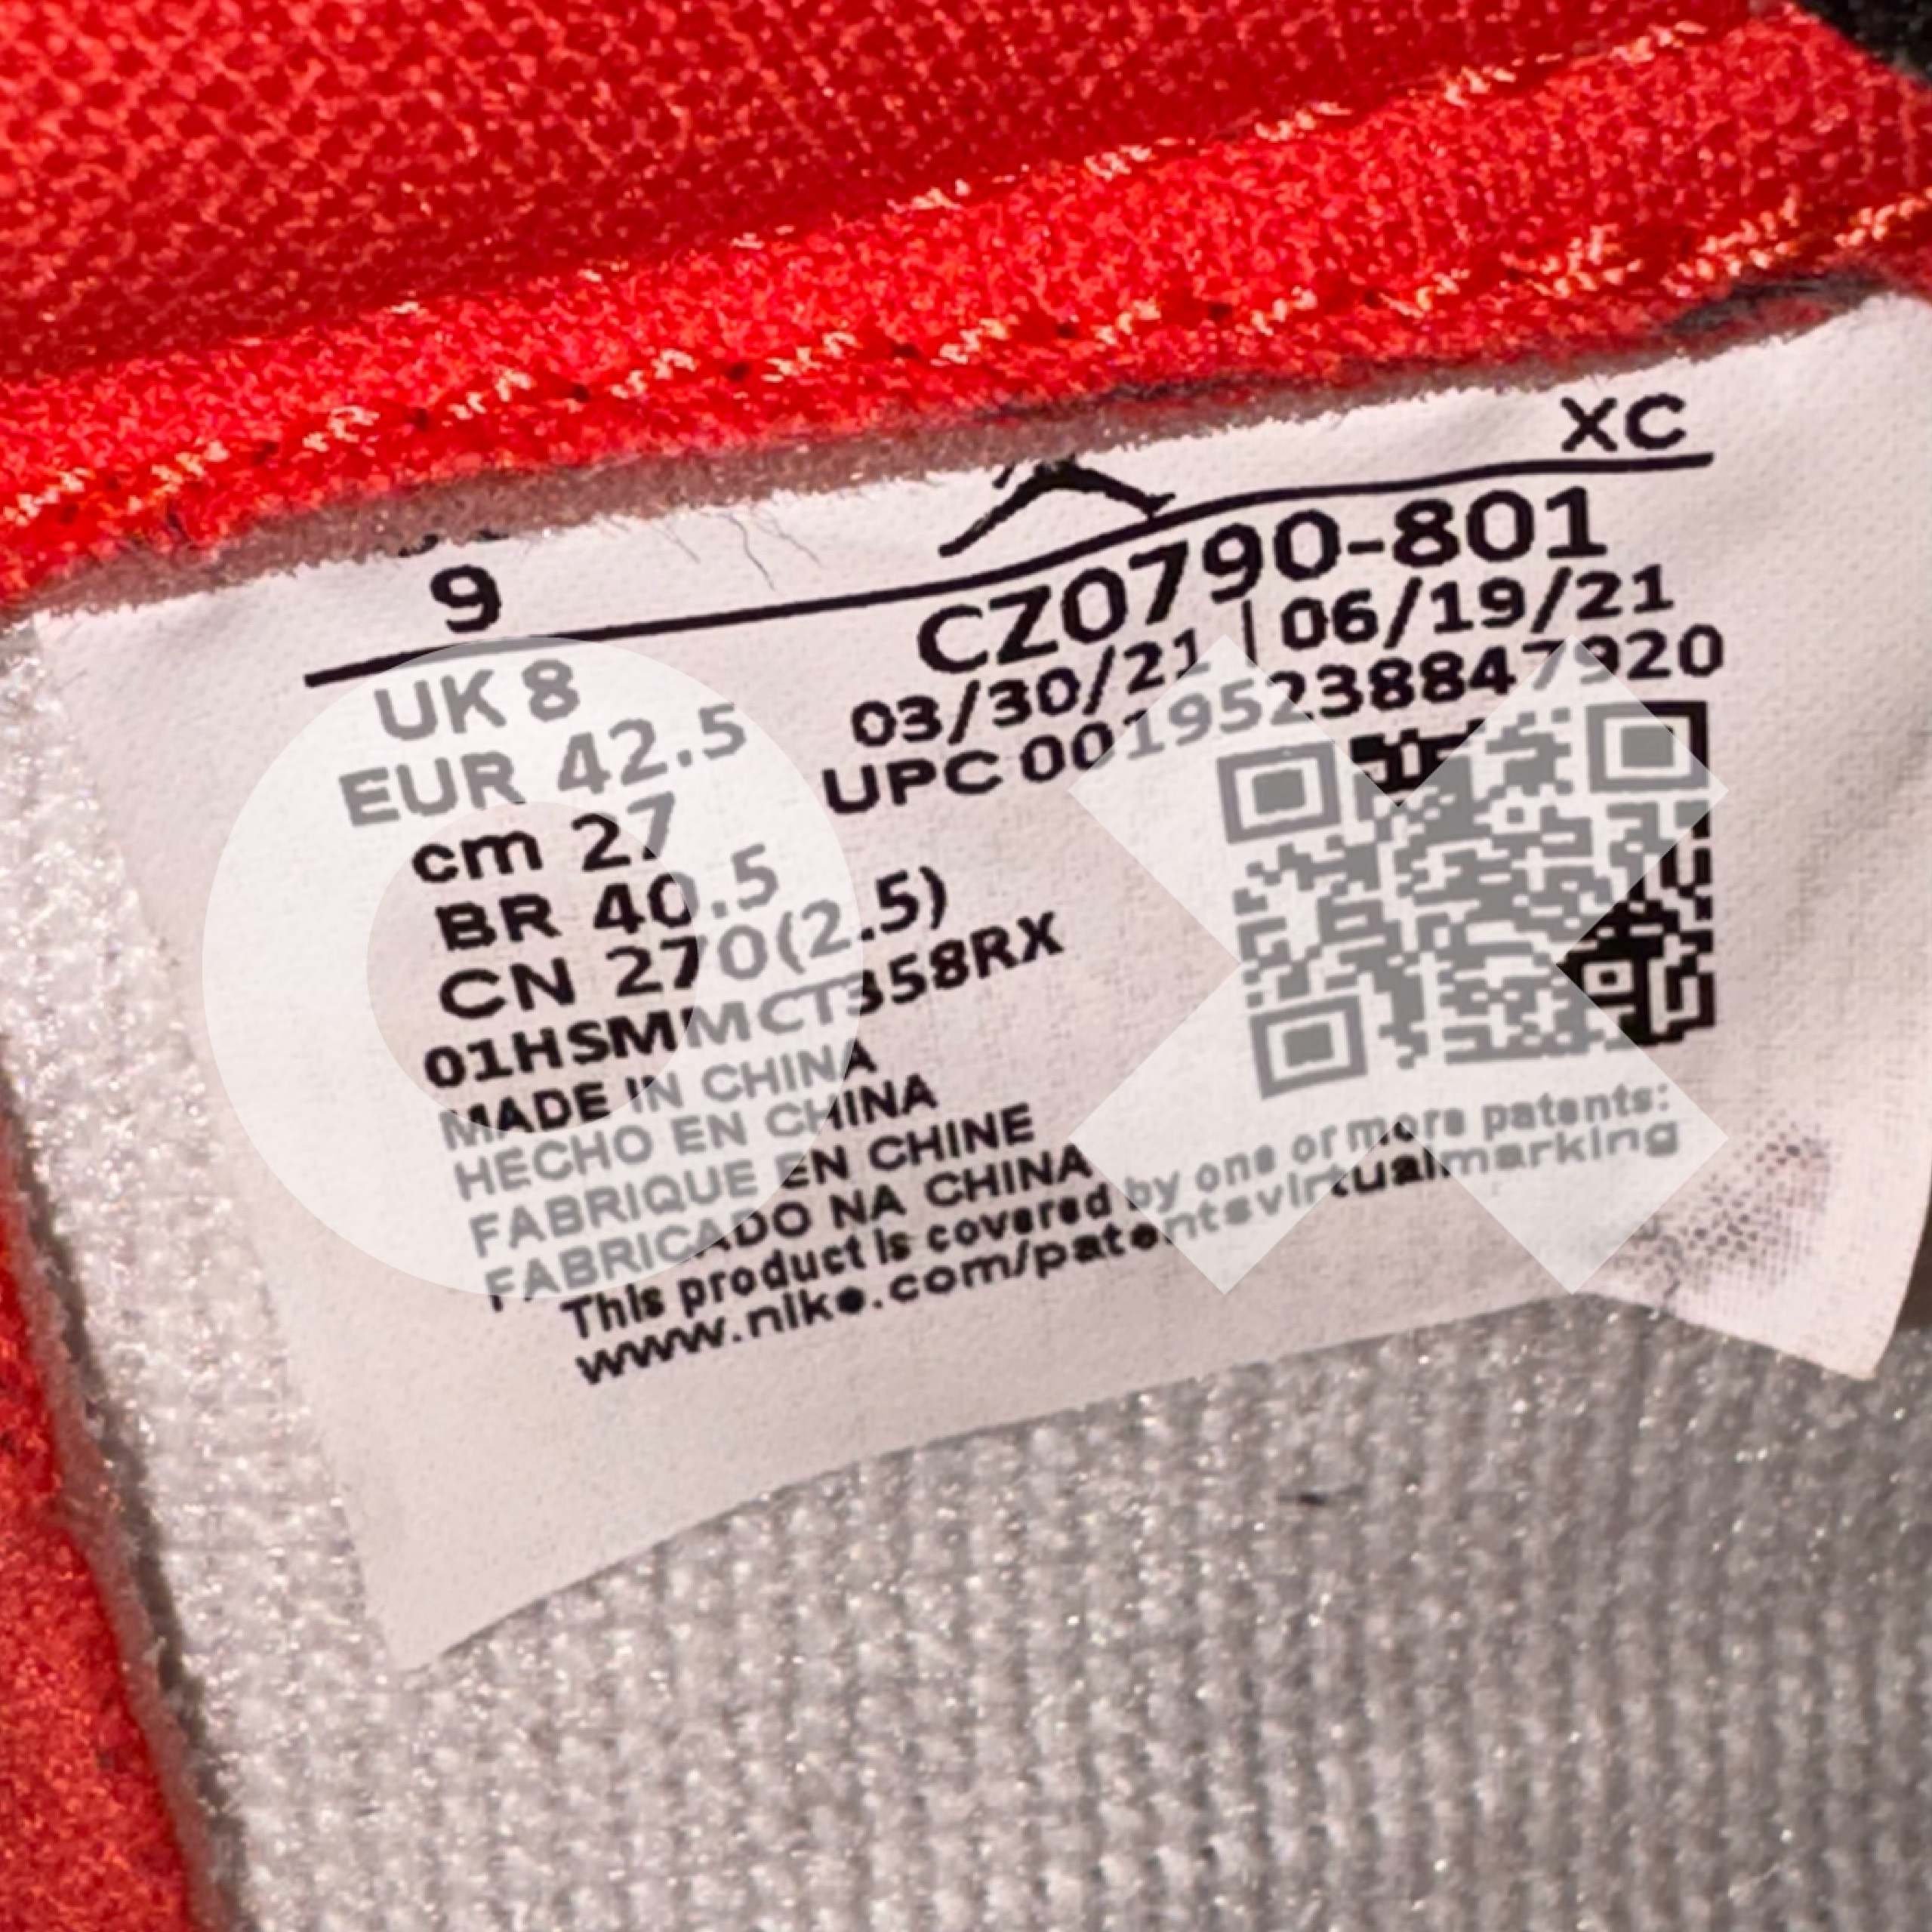 XC
9
CZ0790-801
03/30/21 | 06/19/21
UPC 00195238847920
UK 8
EUR 42.5
cm 27
BR 40.5
CN 270(2.5)
01HSMMCT358RX
MADE IN CHINA
HECHO EN CHINA
FABRIQUE EN CHINE
FABRICADO NA CHINA
This product is covered by one or more patents:
www.nike.com/patentsvirtualmarking
OX